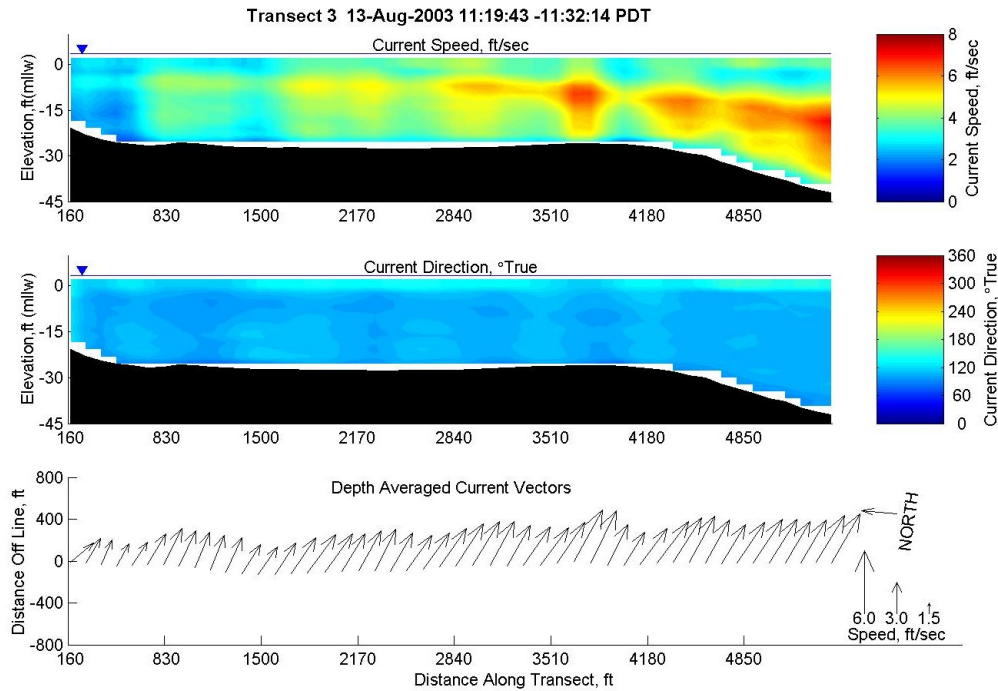 Transect 3 13-Aug-2003 11:19:43 -11:32:14 PDT
Current Speed, ft/sec
Elevation,ft(mllw)
0
-15
-30
-45
160 830 1500 2170 2840 3510 4180 4850
8
6
4
2
0
Current Speed, ft/sec
Current Direction, °True
Elevation,ft (mllw)
0
-15
-30
-45
160 830 1500 2170 2840 3510 4180 4850
360
300
240
180
120
60
0
Current Direction, °True
Depth Averaged Current Vectors
Distance Off Line, ft
800
400
0
-400
-800
NORTH
6.0 3.0 1.5
Speed, ft/sec
160 830 1500 2170 2840 3510 4180 4850
Distance Along Transect, ft